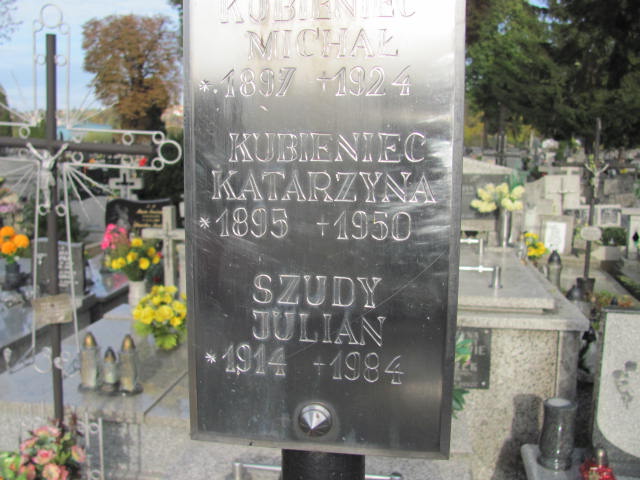 KUBIENIEC
MICHAŁ
*1897 +1924
KUBIENIEC
KATARZYNA
*1895 +1950
SZUDY
JULIAN
*1914 +1984